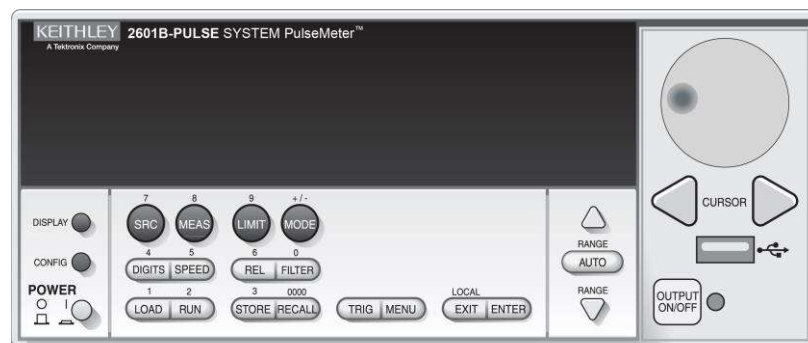 KEITHLEY 2601B-PULSE SYSTEM PulseMeter™
A Tektronix Company
7 8 9 +/-
DISPLAY SRC MEAS LIMIT MODE
4 5 6 0
CONFIG DIGITS SPEED REL FILTER
POWER
1 2 3 0000 LOCAL
LOAD RUN STORE RECALL TRIG MENU EXIT ENTER
RANGE
AUTO
RANGE
CURSOR
OUTPUT
ON/OFF